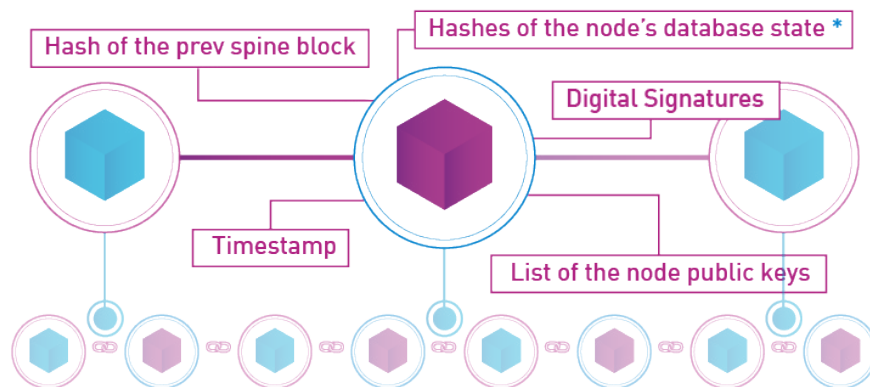 Hashes of the node's database state *
Hash of the prev spine block
Digital Signatures
Timestamp
List of the node public keys